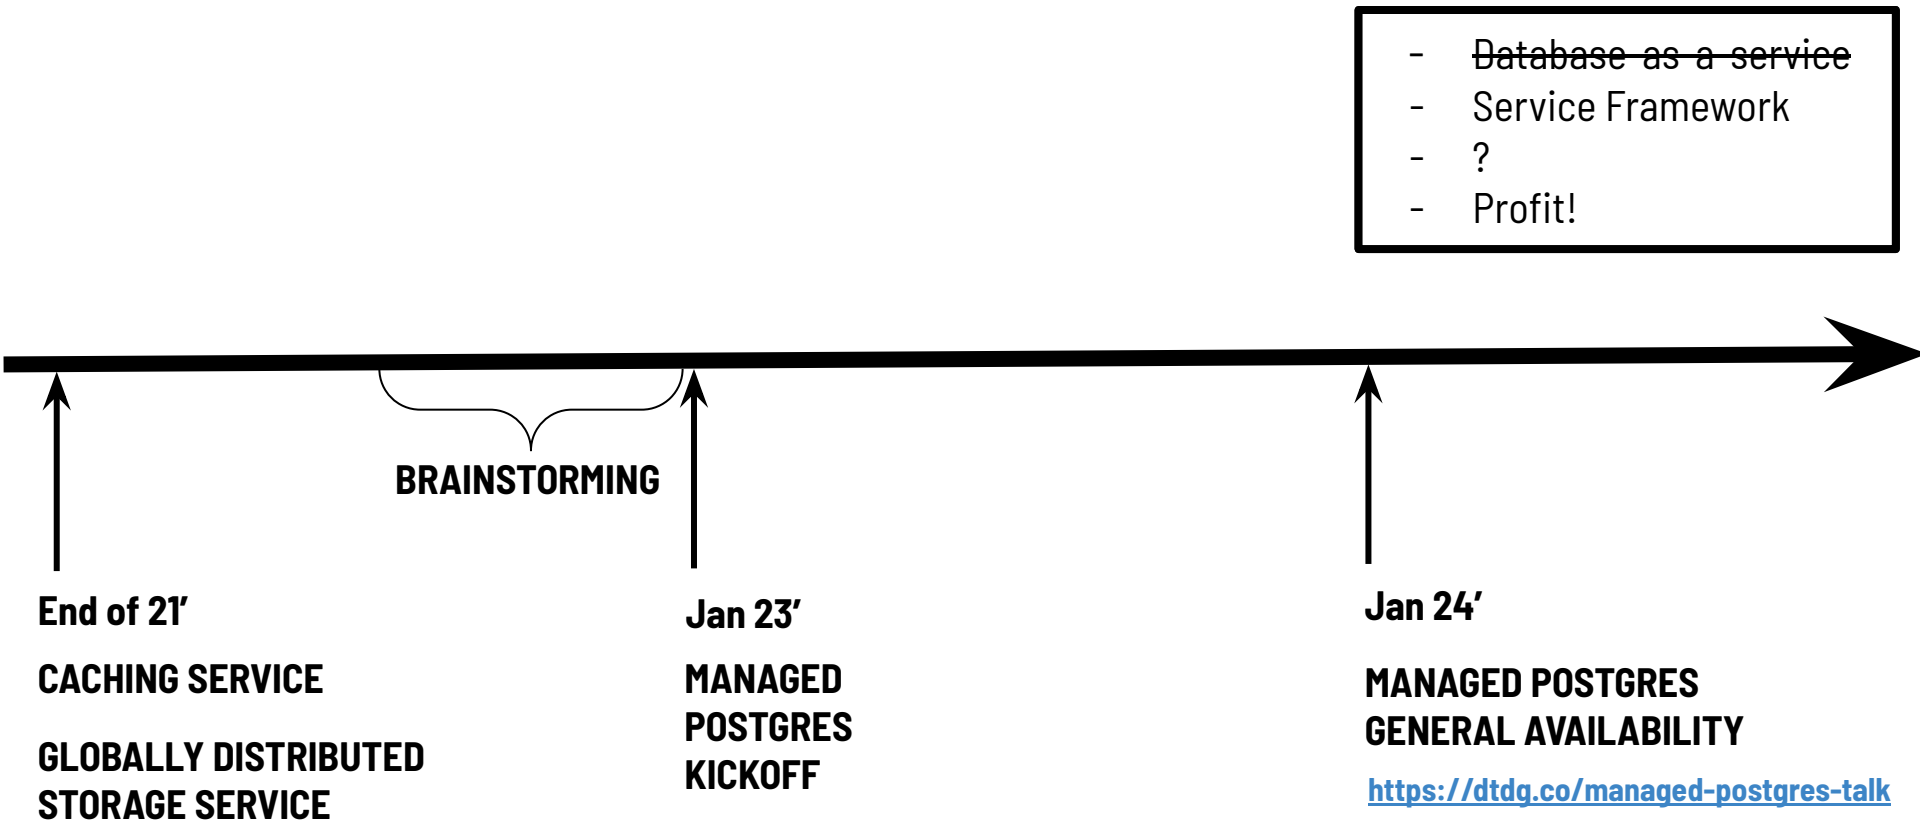 - Database as a service
- Service Framework
- ?
- Profit!
BRAINSTORMING
End of 21'
CACHING SERVICE
GLOBALLY DISTRIBUTED
STORAGE SERVICE
Jan 23'
MANAGED
POSTGRES
KICKOFF
Jan 24'
MANAGED POSTGRES
GENERAL AVAILABILITY
https://dtdg.co/managed-postgres-talk